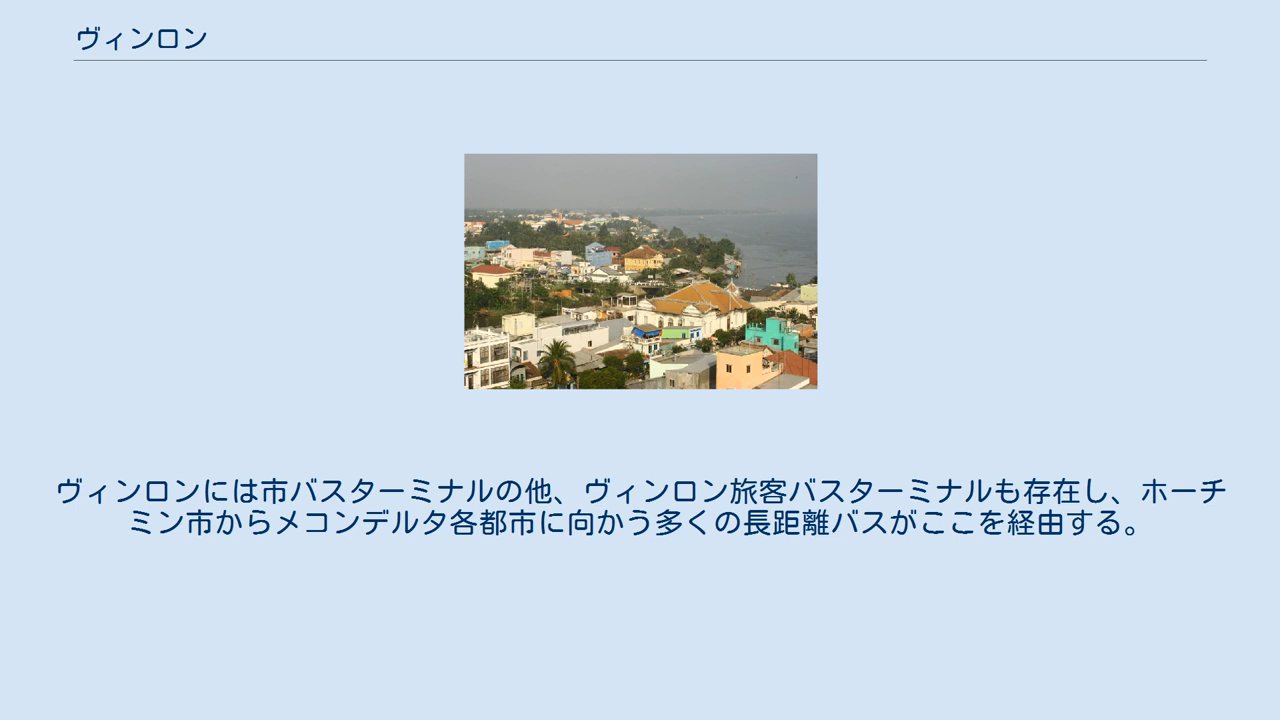 ヴィンロン
ヴィンロンには市バスターミナルの他、ヴィンロン旅客バスターミナルも存在し、ホーチ
ミン市からメコンデルタ各都市に向かう多くの長距離バスがここを経由する。